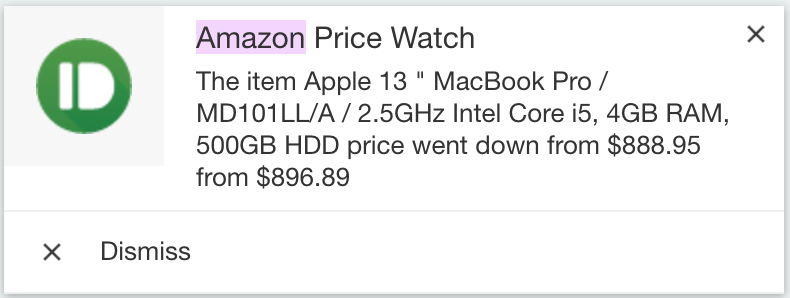 Amazon Price Watch
The item Apple 13 " MacBook Pro /
MD101LL/A / 2.5GHz Intel Core i5, 4GB RAM,
500GB HDD price went down from $888.95
from $896.89
Dismiss